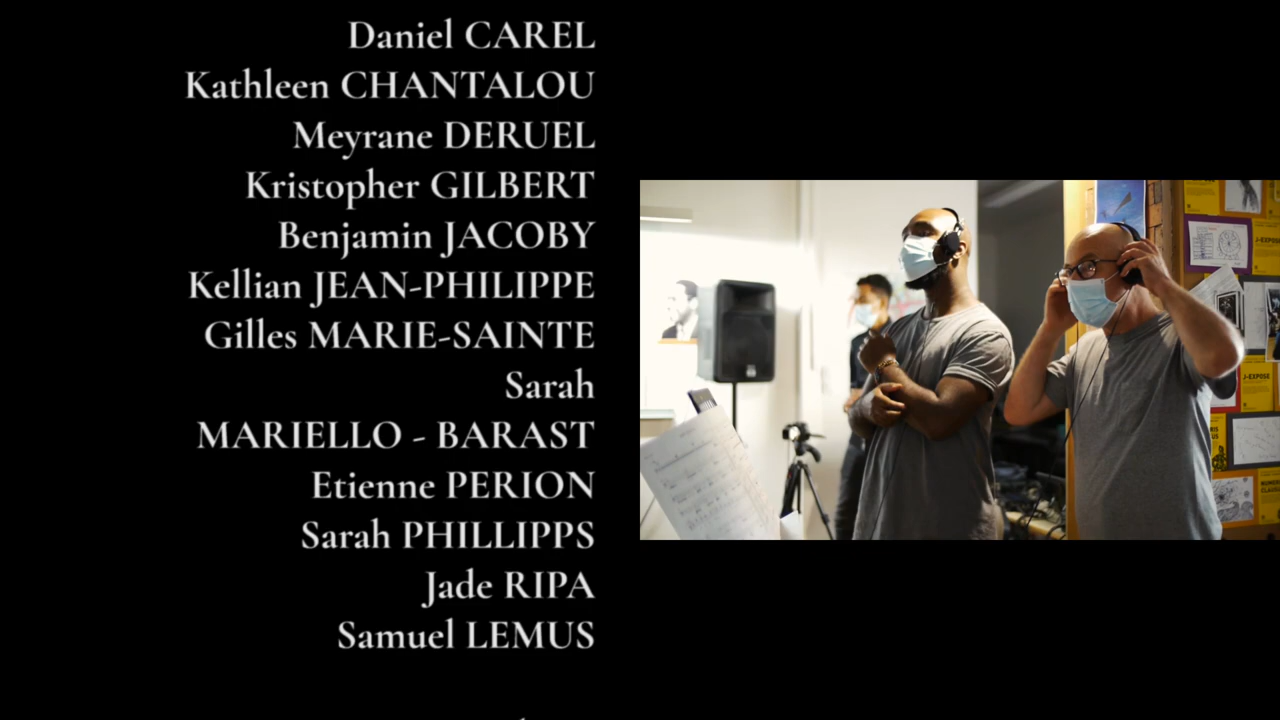 Daniel CAREL
Kathleen CHANTALOU
Meyrane DERUEL
Kristopher GILBERT
Benjamin JACOBY
Kellian JEAN-PHILIPPE
Gilles MARIE-SAINTE
Sarah
MARIELLO - BARAST
Etienne PERION
Sarah PHILLIPPS
Jade RIPA
Samuel LEMUS
J-EXPOSE